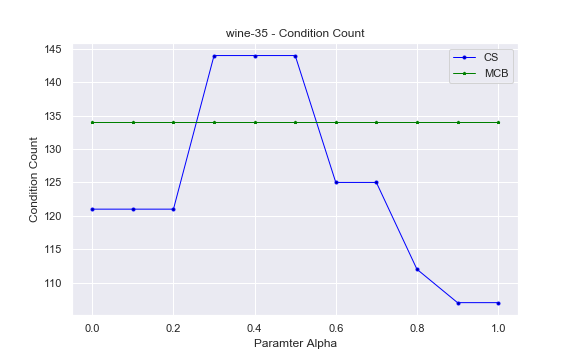 wine-35 - Condition Count
145
140
135
130
125
120
115
110
Condition Count
CS
MCB
0.0 0.2 0.4 0.6 0.8 1.0
Paramter Alpha